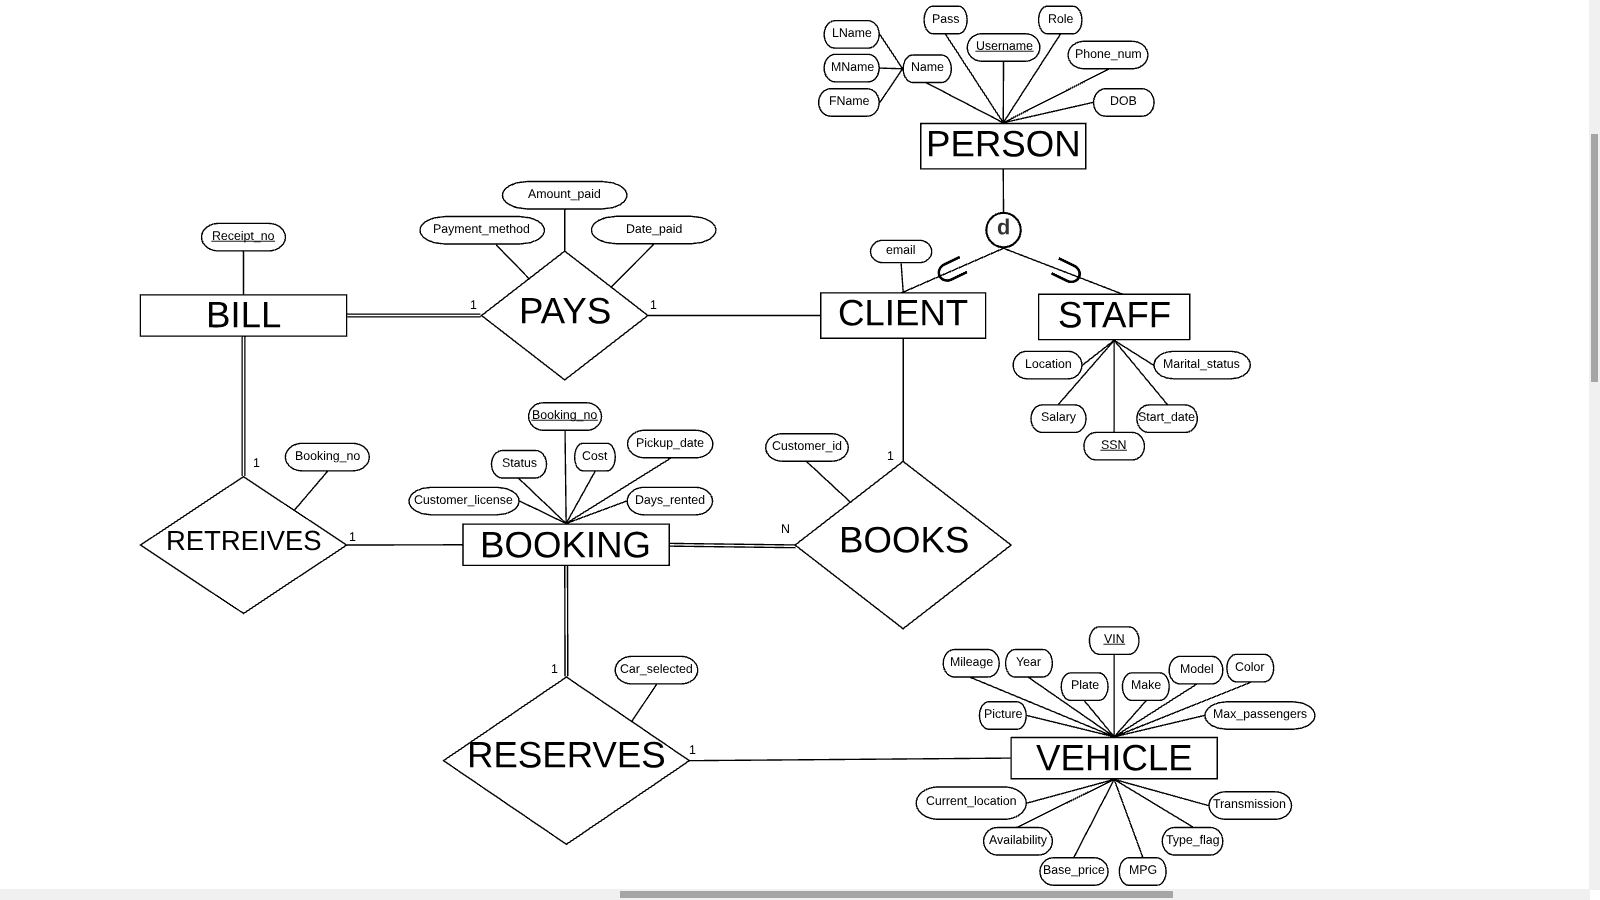 Pass
Role
LName
Username
Phone_num
MName
Name
FName
DOB
PERSON
d
Amount_paid
Payment_method
Date_paid
Receipt_no
email
BILL
1
PAYS
1
CLIENT
STAFF
Location
Marital_status
Salary
Start_date
SSN
Booking_no
Pickup_date
Customer_id
Status
Cost
Booking_no
1
1
Customer_license
Days_rented
RETREIVES
1
BOOKING
N
BOOKS
VIN
Mileage
Year
Model
Color
1
Car_selected
Plate
Make
Picture
Max_passengers
RESERVES
1
VEHICLE
Current_location
Transmission
Availability
Type_flag
Base_price
MPG